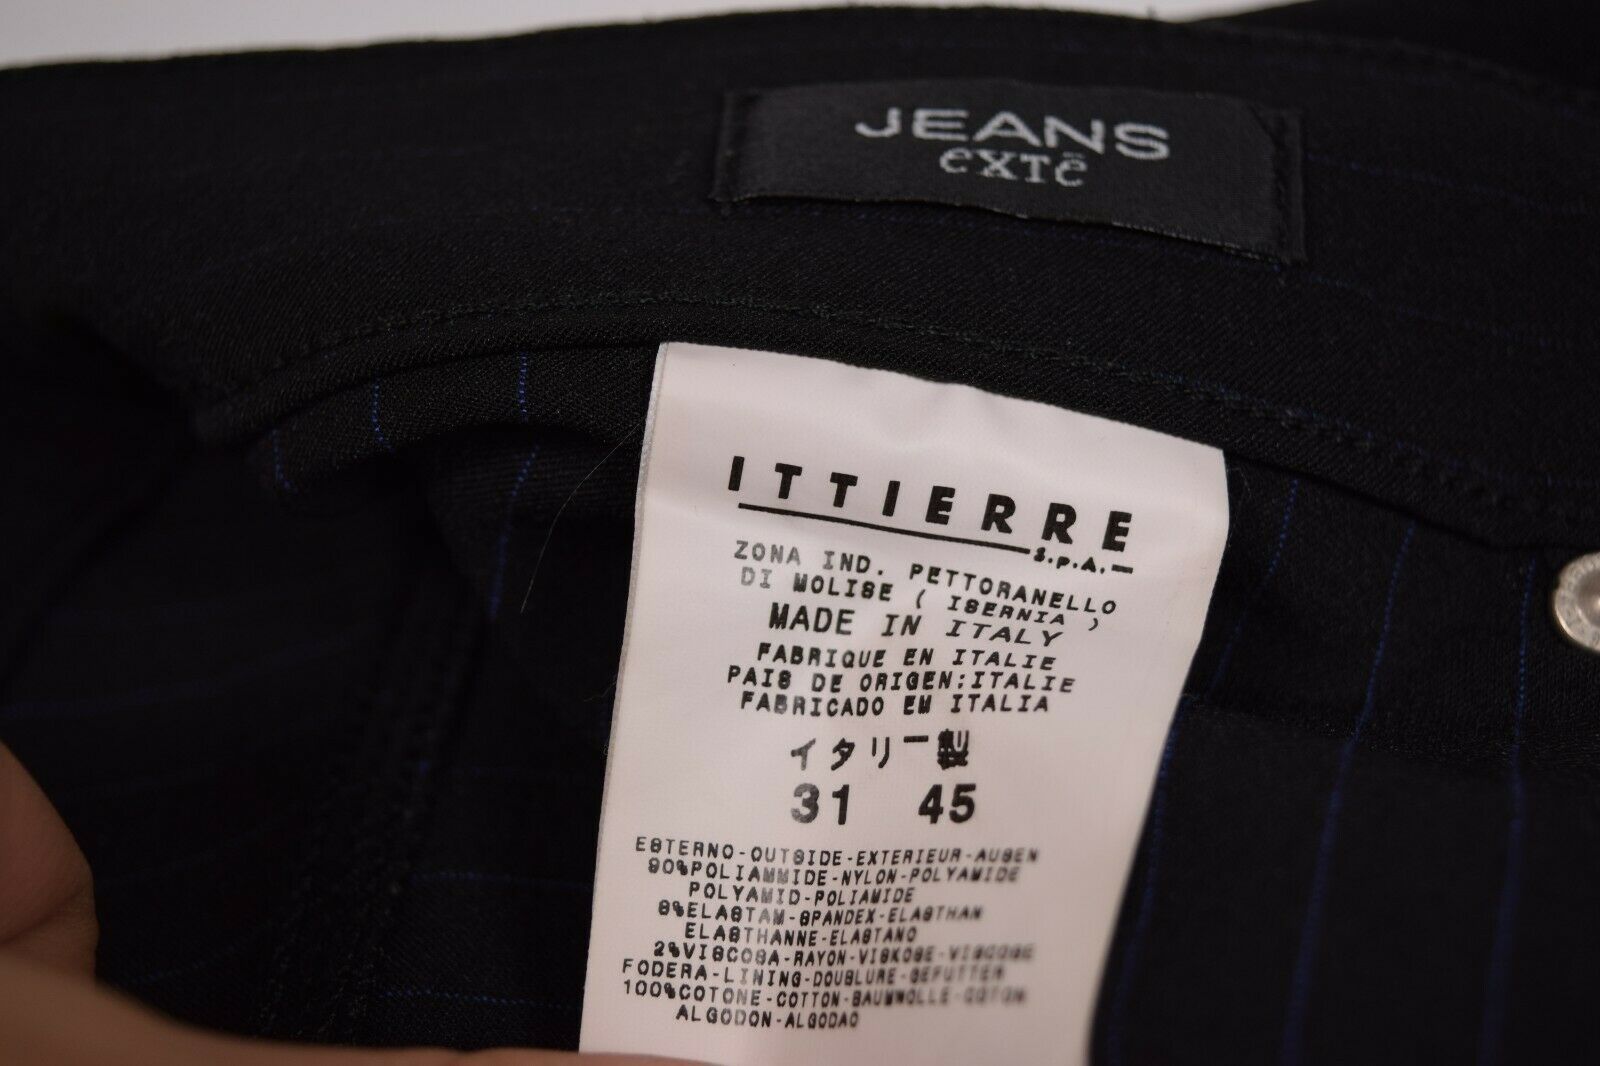 JEANS
exTē
ITTIERRE
S.p.A.
ZONA IND. PETTORANELLO
DI MOLISE ( ISERNIA )
MADE IN ITALY
FABRIQUE EN ITALIE
PAIS DE ORIGEN:ITALIE
FABRICADO EM ITALIA
イタリー製
31 45
ESTERNO-OUTSIDE-EXTERIEUR-AUSEN
90%POLIAMMIDE-NYLON-POLYAMIDE
POLYAMID-POLIAMIDE
8%ELASTAM-SPANDEX-ELASTHAN
ELASTHANNE-ELASTANO
2%VISCOSA-RAYON-VISKOSE-VISCOSE
FODERA-LINING-DOUBLURE-GEFUTTER
100%COTONE-COTTON-BAUMWOLLE-COTON
ALGODON-ALGODAO